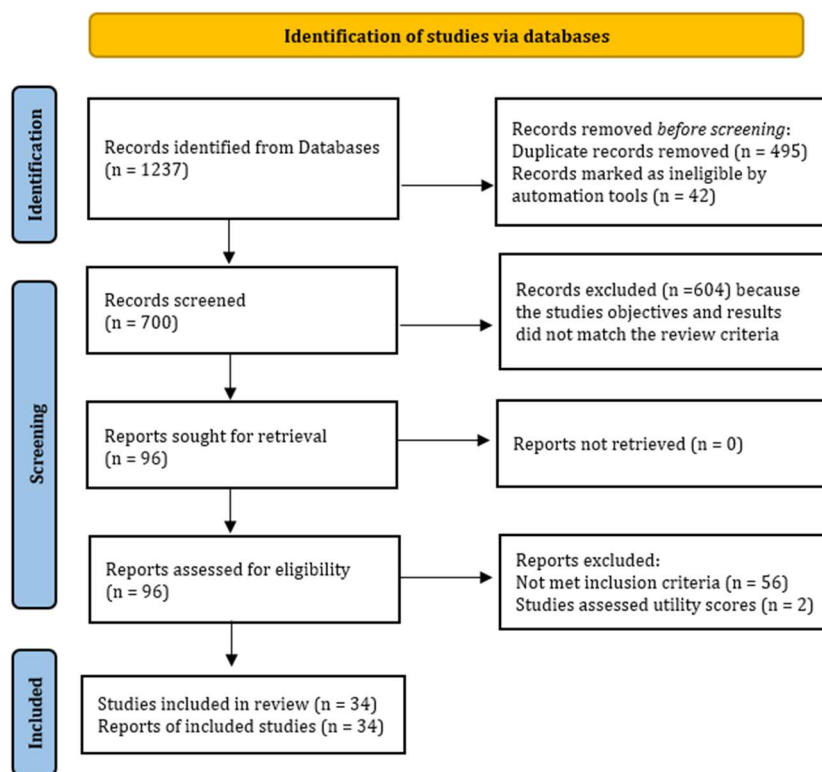 Identification of studies via databases
Identification
Records identified from Databases
(n = 1237)
Records removed before screening:
Duplicate records removed (n = 495)
Records marked as ineligible by
automation tools (n = 42)
Screening
Records screened
(n = 700)
Records excluded (n =604) because
the studies objectives and results
did not match the review criteria
Reports sought for retrieval
(n = 96)
Reports not retrieved (n = 0)
Reports assessed for eligibility
(n = 96)
Reports excluded:
Not met inclusion criteria (n = 56)
Studies assessed utility scores (n = 2)
Included
Studies included in review (n = 34)
Reports of included studies (n = 34)